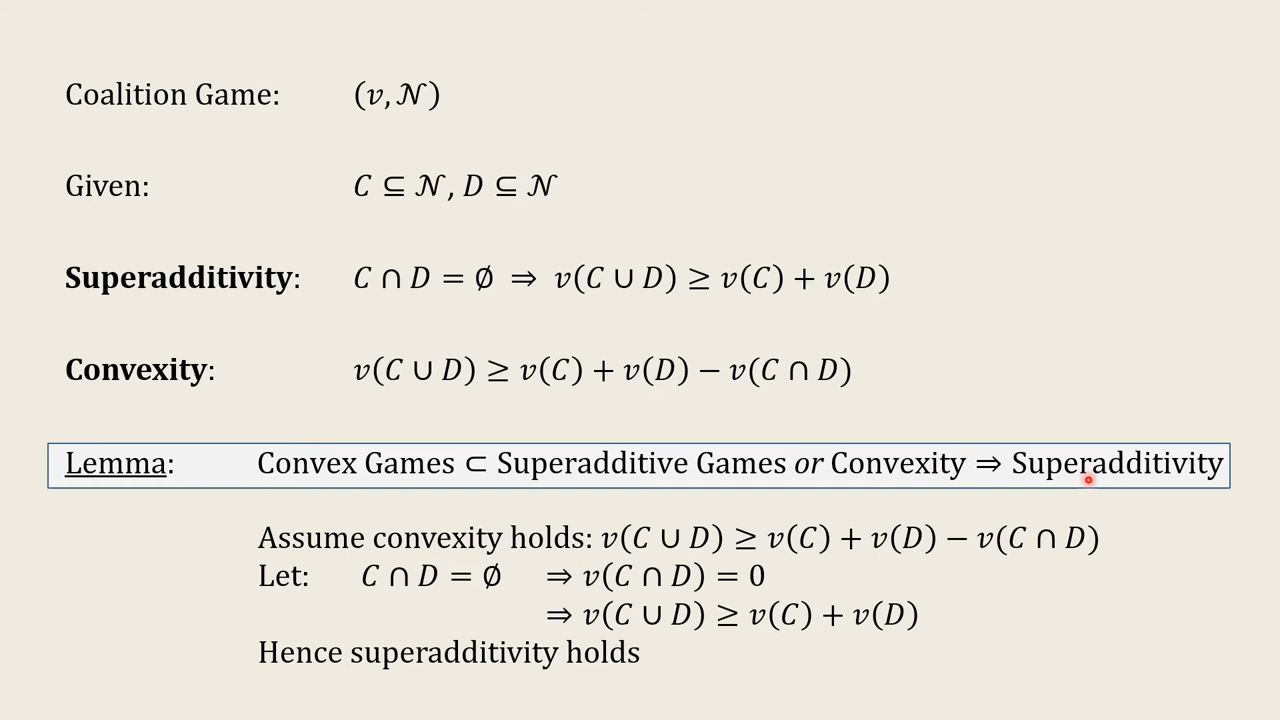 Coalition Game: (𝑣, 𝒩)
Given: 𝐶 ⊆ 𝒩, 𝐷 ⊆ 𝒩
Superadditivity: 𝐶 ∩ 𝐷 = ∅ ⇒ 𝑣(𝐶 ∪ 𝐷) ≥ 𝑣(𝐶) + 𝑣(𝐷)
Convexity: 𝑣(𝐶 ∪ 𝐷) ≥ 𝑣(𝐶) + 𝑣(𝐷) − 𝑣(𝐶 ∩ 𝐷)
Lemma: Convex Games ⊂ Superadditive Games or Convexity ⇒ Superadditivity
Assume convexity holds: 𝑣(𝐶 ∪ 𝐷) ≥ 𝑣(𝐶) + 𝑣(𝐷) − 𝑣(𝐶 ∩ 𝐷)
Let: 𝐶 ∩ 𝐷 = ∅ ⇒ 𝑣(𝐶 ∩ 𝐷) = 0
⇒ 𝑣(𝐶 ∪ 𝐷) ≥ 𝑣(𝐶) + 𝑣(𝐷)
Hence superadditivity holds